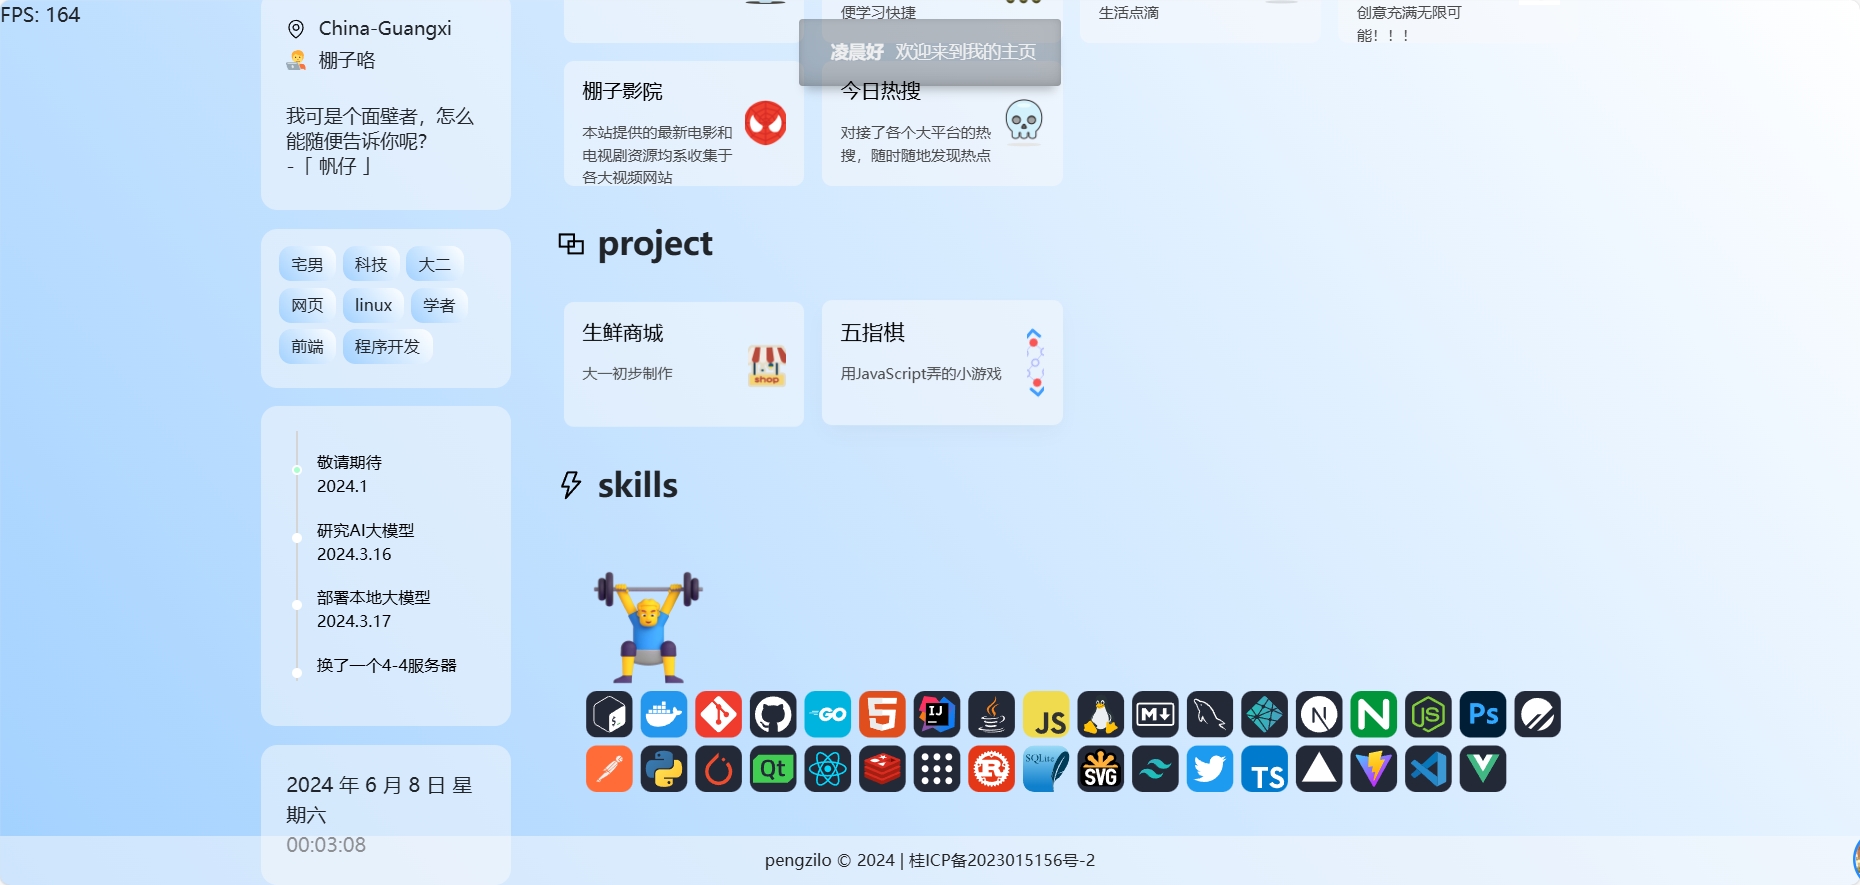 FPS: 164
China-Guangxi
棚子咯
我可是个面壁者，怎么
能随便告诉你呢？
-「 帆仔 」
宅男 科技 大二
网页 linux 学者
前端 程序开发
敬请期待
2024.1
研究AI大模型
2024.3.16
部署本地大模型
2024.3.17
换了一个4-4服务器
2024 年 6 月 8 日 星
期六
00:03:08
便学习快捷
生活点滴
创意充满无限可
能！！！
凌晨好 欢迎来到我的主页
棚子影院
本站提供的最新电影和
电视剧资源均系收集于
各大视频网站
今日热搜
对接了各个大平台的热
搜，随时随地发现热点
project
生鲜商城
大一初步制作
shop
五指棋
用JavaScript弄的小游戏
skills
$_
GO
5
IJ
JS
M
N
N
JS
Ps
Qt
R
SQLite
SVG
TS
pengzilo © 2024 | 桂ICP备2023015156号-2